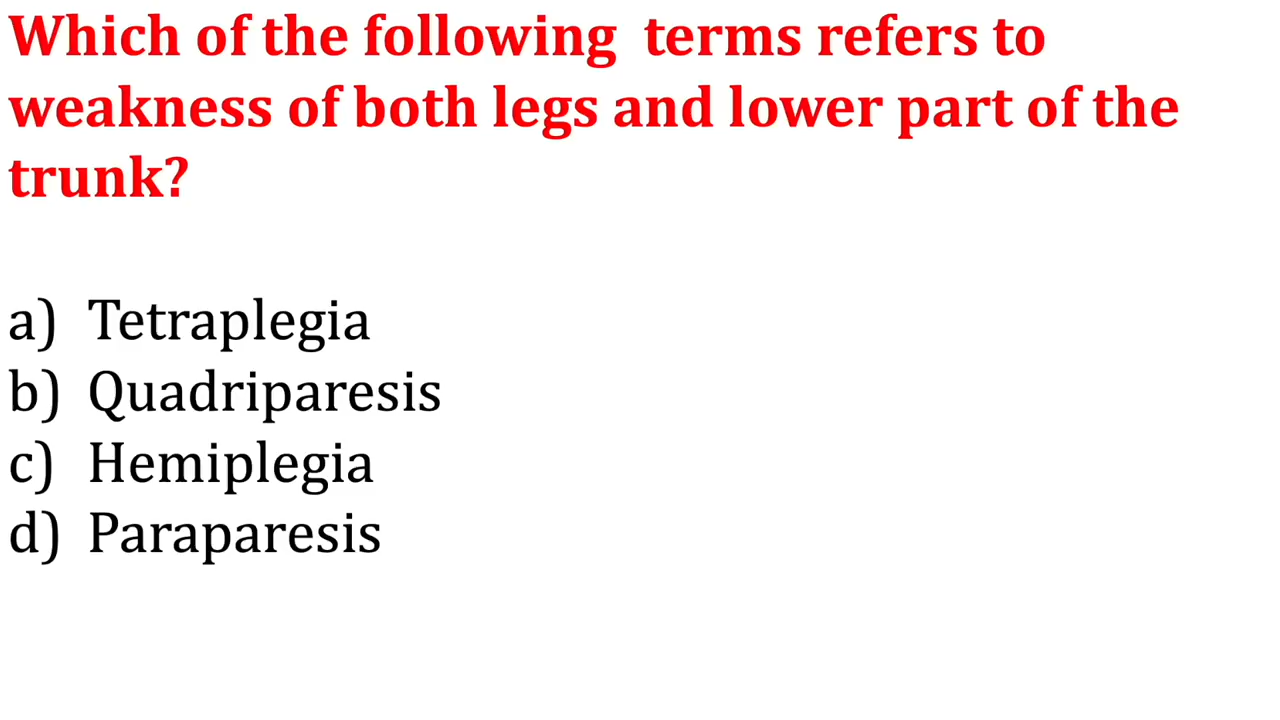 Which of the following terms refers to
weakness of both legs and lower part of the
trunk?
a) Tetraplegia
b) Quadriparesis
c) Hemiplegia
d) Paraparesis